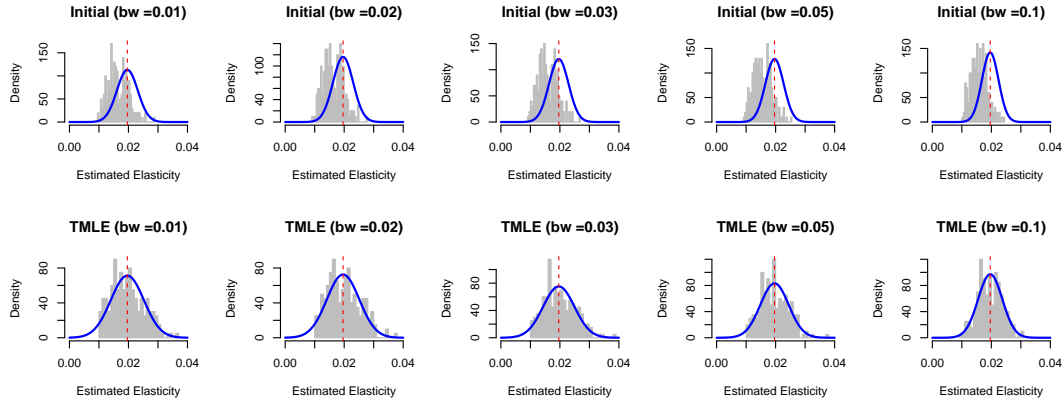 Initial (bw =0.01)
Density
0 50 150
0.00 0.02 0.04
Estimated Elasticity
Initial (bw =0.02)
Density
0 40 100
0.00 0.02 0.04
Estimated Elasticity
Initial (bw =0.03)
Density
0 50 150
0.00 0.02 0.04
Estimated Elasticity
Initial (bw =0.05)
Density
0 50 150
0.00 0.02 0.04
Estimated Elasticity
Initial (bw =0.1)
Density
0 50 150
0.00 0.02 0.04
Estimated Elasticity
TMLE (bw =0.01)
Density
0 40 80
0.00 0.02 0.04
Estimated Elasticity
TMLE (bw =0.02)
Density
0 40 80
0.00 0.02 0.04
Estimated Elasticity
TMLE (bw =0.03)
Density
0 40 80
0.00 0.02 0.04
Estimated Elasticity
TMLE (bw =0.05)
Density
0 40 80
0.00 0.02 0.04
Estimated Elasticity
TMLE (bw =0.1)
Density
0 40 80
0.00 0.02 0.04
Estimated Elasticity